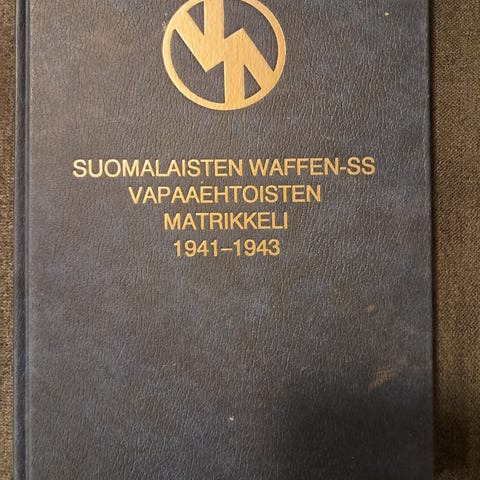 SUOMALAISTEN WAFFEN-SS
VAPAAEHTOISTEN
MATRIKKELI
1941–1943